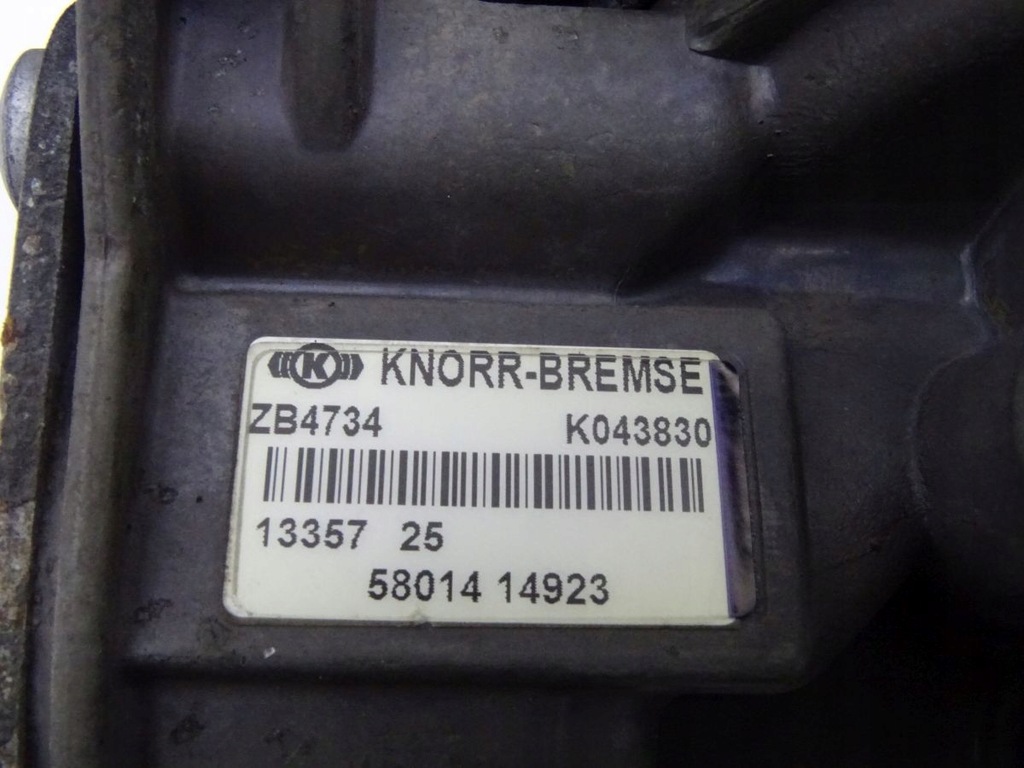 K KNORR-BREMSE
ZB4734 K043830
13357 25
58014 14923